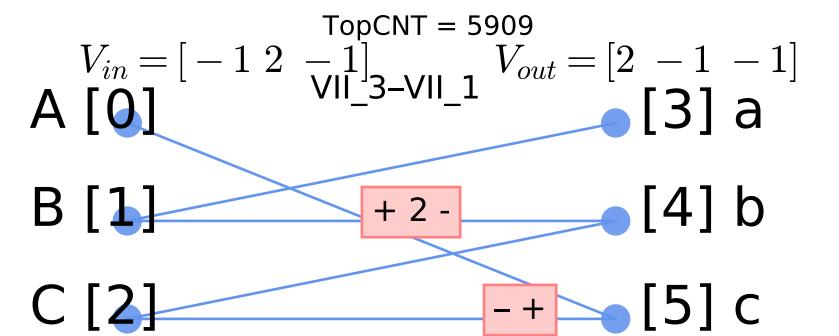 TopCNT = 5909
V_in = [ − 1 2 − 1] V_out = [2 − 1 − 1]
VII_3–VII_1
A [0] [3] a
B [1] + 2 - [4] b
C [2] – + [5] c